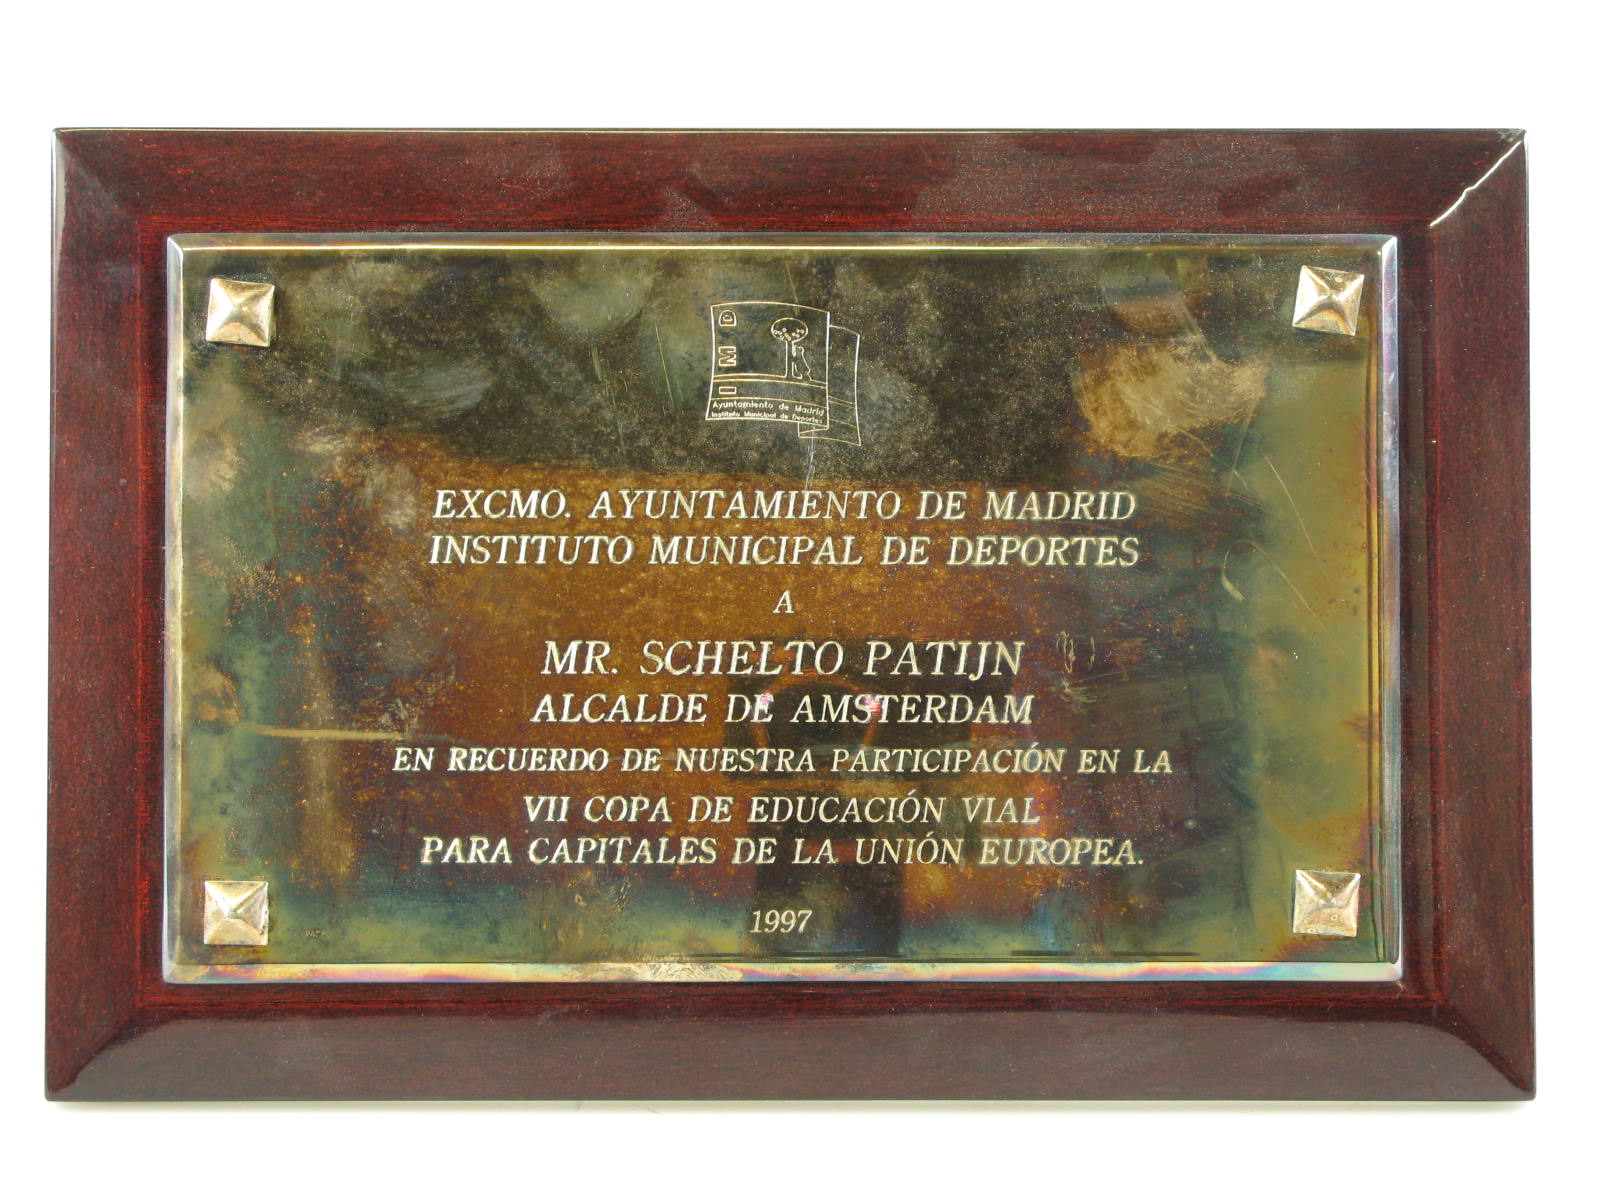 IMD
Ayuntamiento de Madrid
Instituto Municipal de Deportes
EXCMO. AYUNTAMIENTO DE MADRID
INSTITUTO MUNICIPAL DE DEPORTES
A
MR. SCHELTO PATIJN
ALCALDE DE AMSTERDAM
EN RECUERDO DE NUESTRA PARTICIPACIÓN EN LA
VII COPA DE EDUCACIÓN VIAL
PARA CAPITALES DE LA UNIÓN EUROPEA.
1997